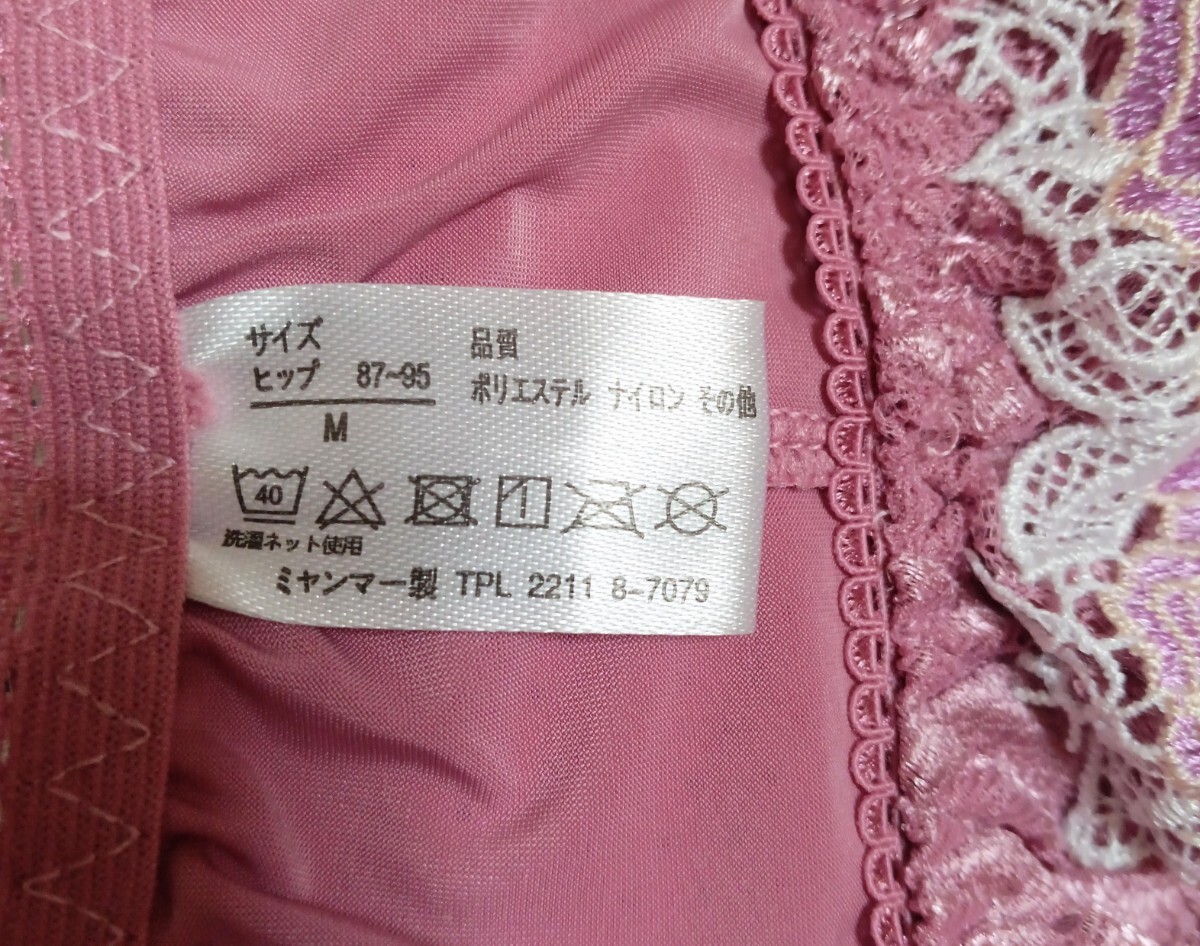 サイズ
ヒップ 87~95
M
品質
ポリエステル ナイロン その他
40
洗濯ネット使用
ミヤンマー製 TPL 2211 8-7079